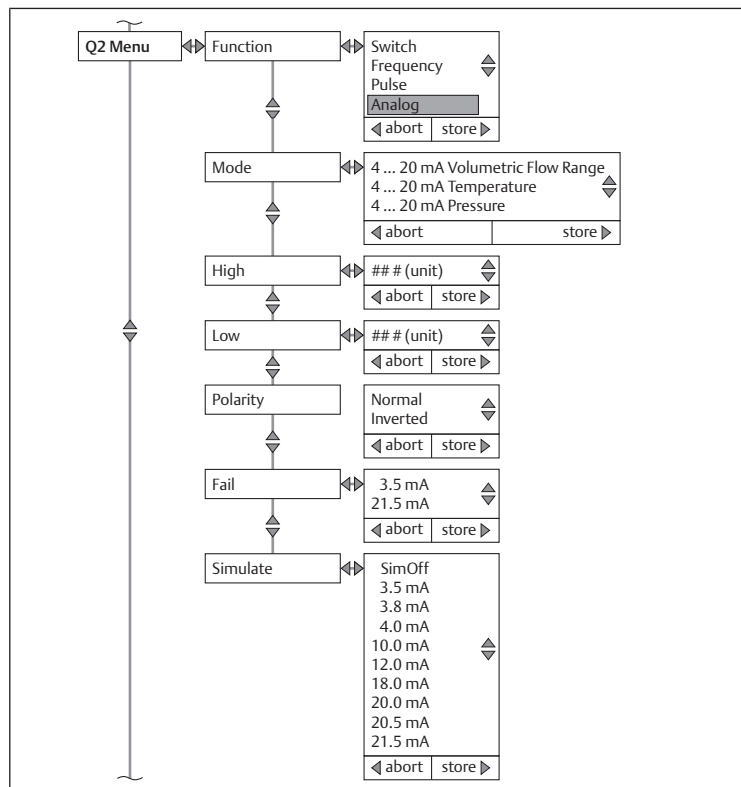 Q2 Menu
Function
Switch
Frequency
Pulse
Analog
abort
store
Mode
4 ... 20 mA Volumetric Flow Range
4 ... 20 mA Temperature
4 ... 20 mA Pressure
abort
store
High
## # (unit)
abort
store
Low
## # (unit)
abort
store
Polarity
Normal
Inverted
abort
store
Fail
3.5 mA
21.5 mA
abort
store
Simulate
SimOff
3.5 mA
3.8 mA
4.0 mA
10.0 mA
12.0 mA
18.0 mA
20.0 mA
20.5 mA
21.5 mA
abort
store